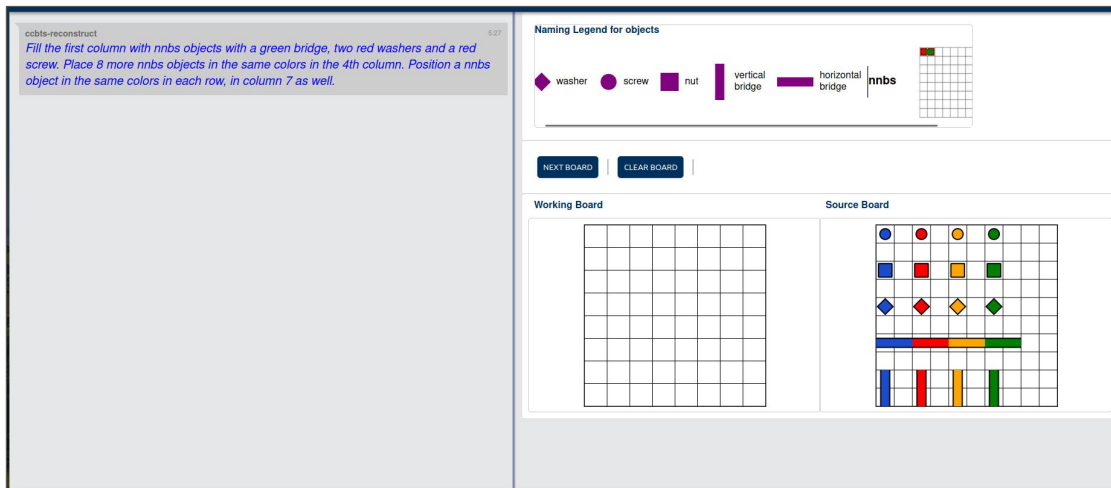 ccbts-reconstruct
5:27
Fill the first column with nnbs objects with a green bridge, two red washers and a red
screw. Place 8 more nnbs objects in the same colors in the 4th column. Position a nnbs
object in the same colors in each row, in column 7 as well.
Naming Legend for objects
washer
screw
nut
vertical
bridge
horizontal
bridge
nnbs
NEXT BOARD
CLEAR BOARD
Working Board
Source Board